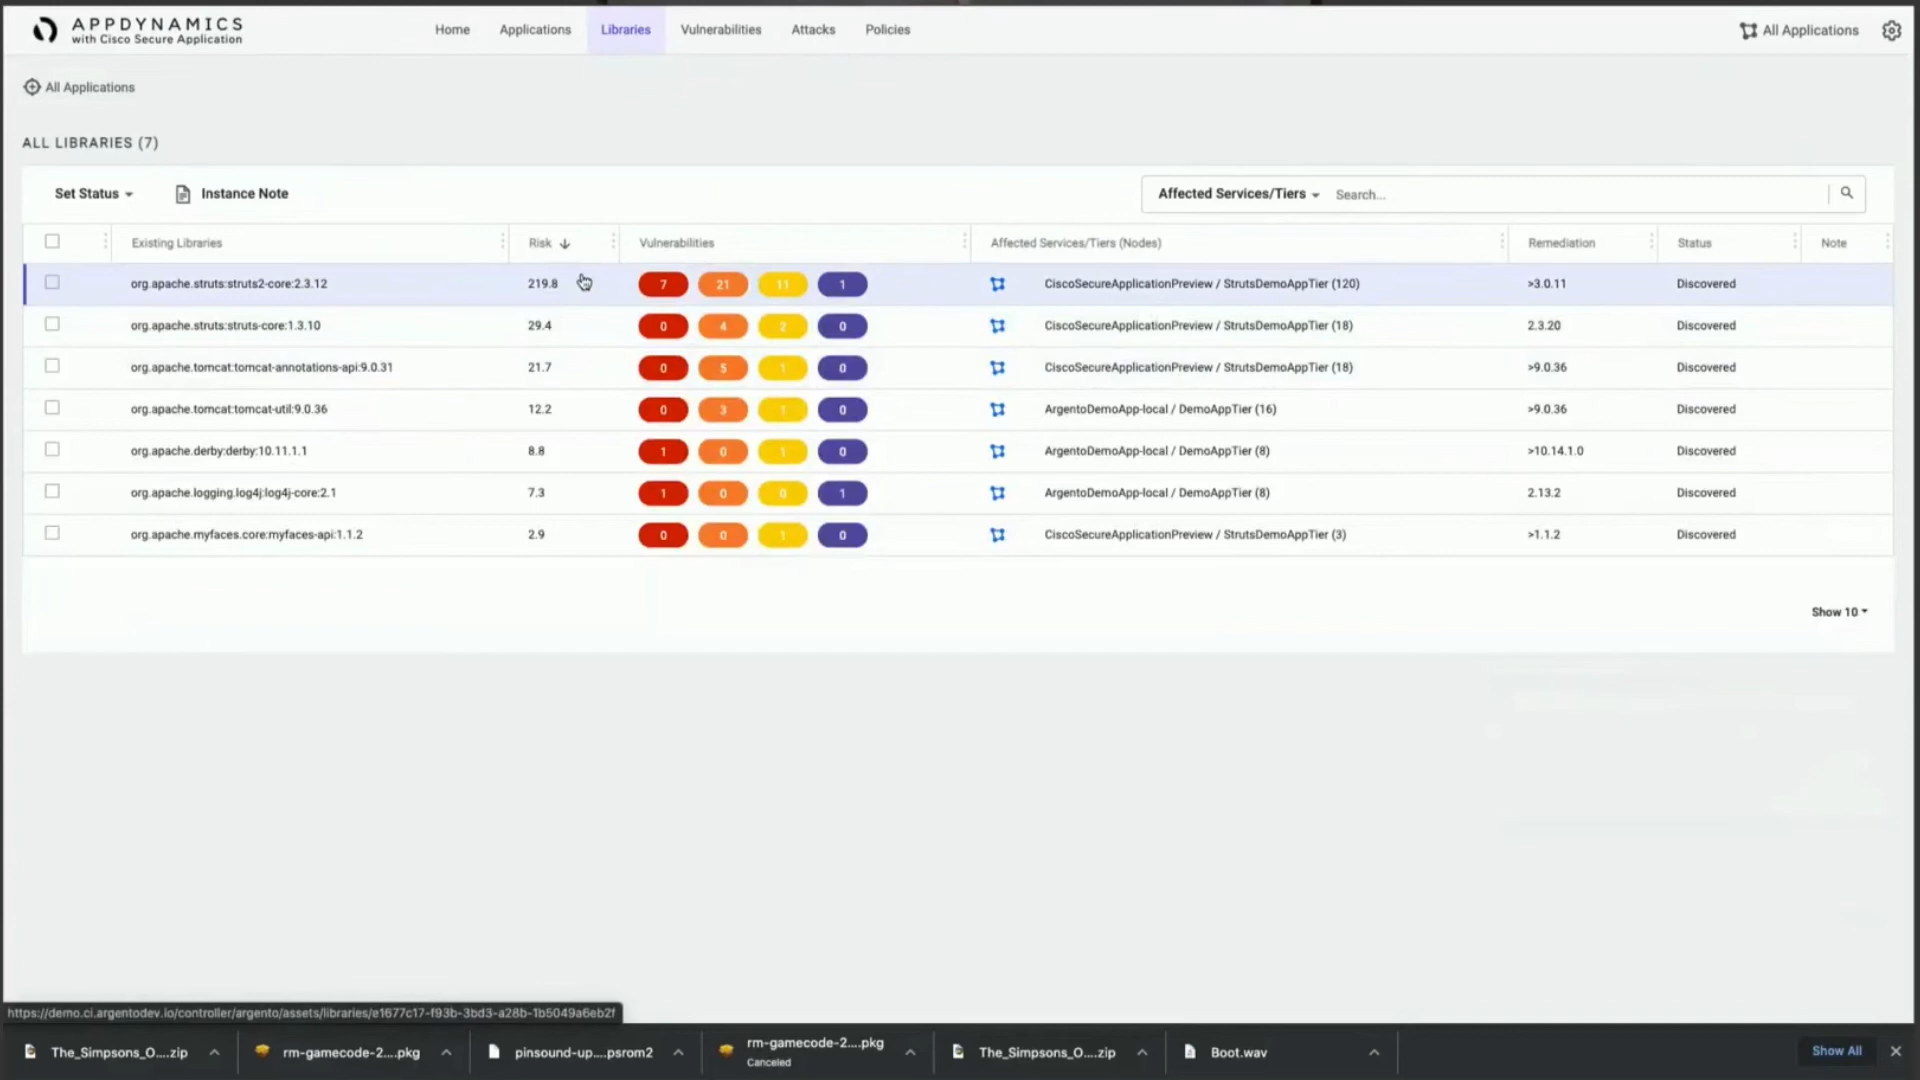 APPDYNAMICS
with Cisco Secure Application
Home Applications Libraries Vulnerabilities Attacks Policies
All Applications
All Applications
ALL LIBRARIES (7)
Set Status Instance Note Affected Services/Tiers Search...
Existing Libraries Risk Vulnerabilities Affected Services/Tiers (Nodes) Remediation Status Note
org.apache.struts:struts2-core:2.3.12 219.8 7 21 11 1 CiscoSecureApplicationPreview / StrutsDemoAppTier (120) >3.0.11 Discovered
org.apache.struts:struts-core:1.3.10 29.4 0 4 2 0 CiscoSecureApplicationPreview / StrutsDemoAppTier (18) 2.3.20 Discovered
org.apache.tomcat:tomcat-annotations-api:9.0.31 21.7 0 5 1 0 CiscoSecureApplicationPreview / StrutsDemoAppTier (18) >9.0.36 Discovered
org.apache.tomcat:tomcat-util:9.0.36 12.2 0 3 1 0 ArgentoDemoApp-local / DemoAppTier (16) >9.0.36 Discovered
org.apache.derby:derby:10.11.1.1 8.8 1 0 1 0 ArgentoDemoApp-local / DemoAppTier (8) >10.14.1.0 Discovered
org.apache.logging.log4j:log4j-core:2.1 7.3 1 0 0 1 ArgentoDemoApp-local / DemoAppTier (8) 2.13.2 Discovered
org.apache.myfaces.core:myfaces-api:1.1.2 2.9 0 0 1 0 CiscoSecureApplicationPreview / StrutsDemoAppTier (3) >1.1.2 Discovered
Show 10
https://demo.ci.argentodev.io/controller/argento/assets/libraries/e1677c17-f93b-3bd3-a28b-1b5049a6eb2f
The_Simpsons_O....zip rm-gamecode-2....pkg pinsound-up....psrom2 rm-gamecode-2....pkg The_Simpsons_O....zip Boot.wav Show All
Canceled